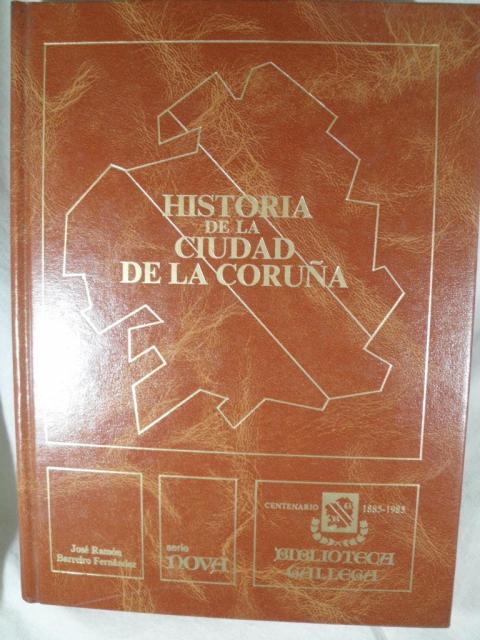 HISTORIA
DE LA
CIUDAD
DE LA CORUÑA
José Ramón
Barreiro Fernández
serie
NOVA
CENTENARIO 1885-1985
BIBLIOTECA
GALLEGA